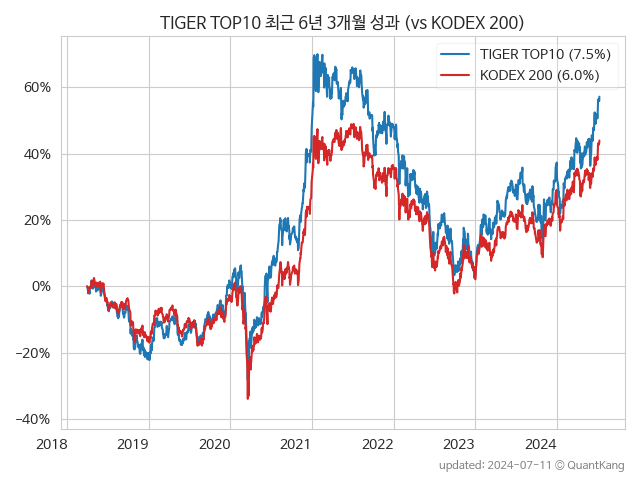 TIGER TOP10 최근 6년 3개월 성과 (vs KODEX 200)
TIGER TOP10 (7.5%)
KODEX 200 (6.0%)
60%
40%
20%
0%
−20%
−40%
2018 2019 2020 2021 2022 2023 2024
updated: 2024-07-11 © QuantKang